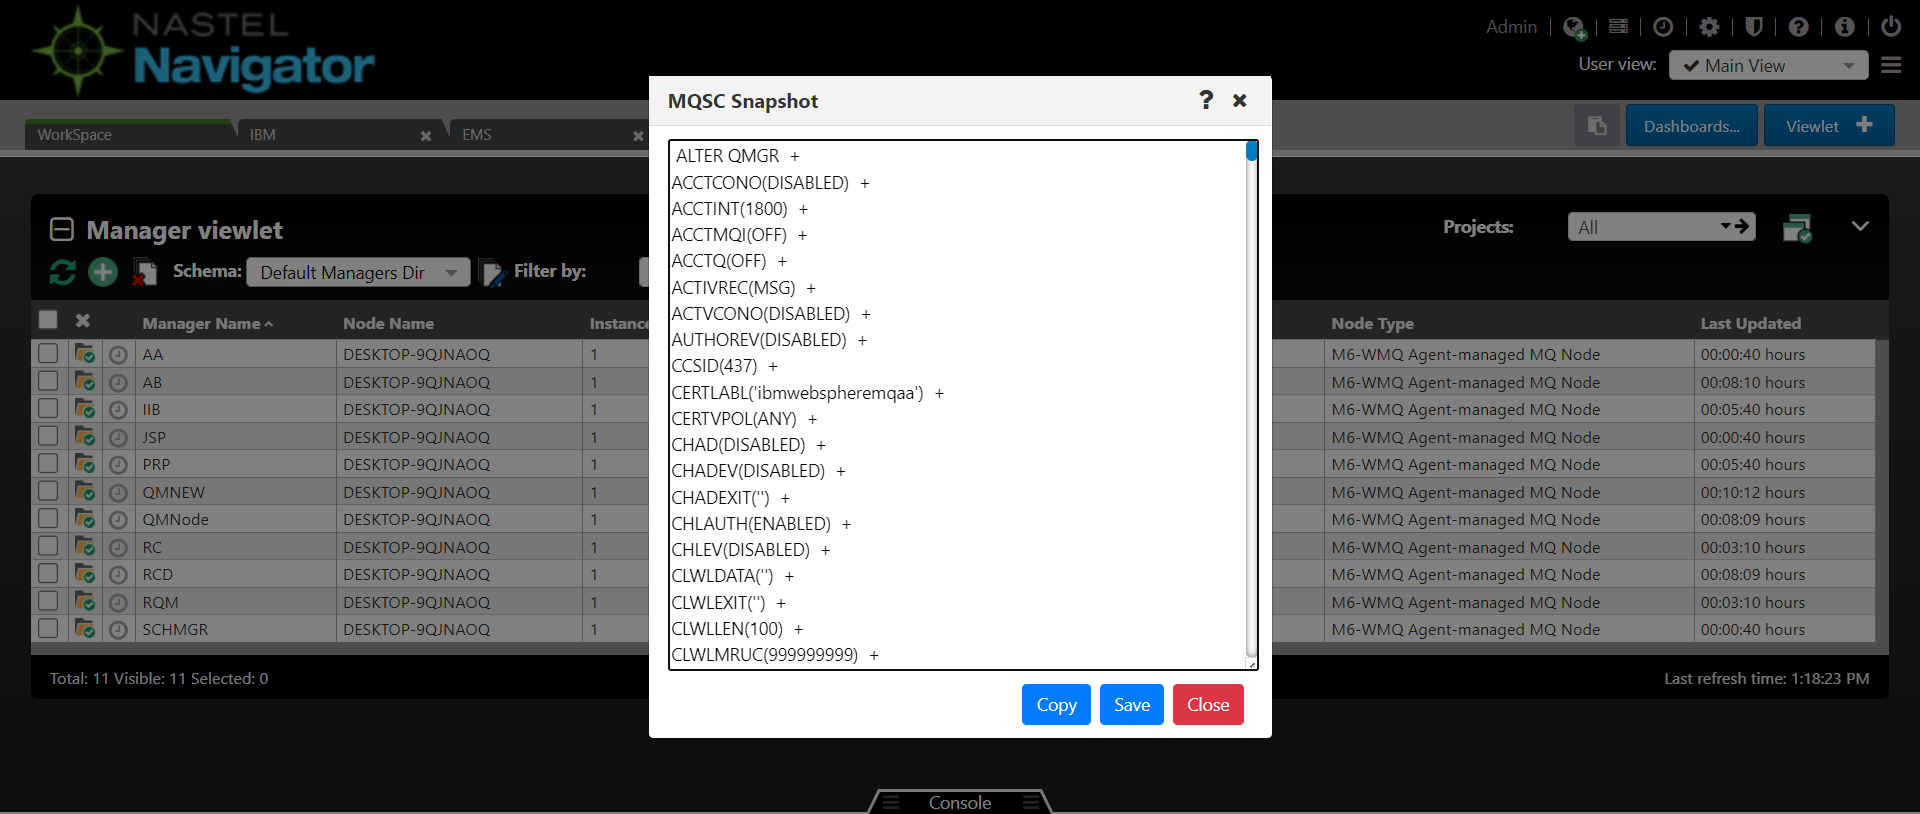 NASTEL
Navigator
Admin
User view: Main View
WorkSpace IBM EMS
Dashboards... Viewlet
Manager viewlet
Projects: All
Schema: Default Managers Dir Filter by:
Manager Name Node Name Instance Node Type Last Updated
AA DESKTOP-9QJNAOQ 1 M6-WMQ Agent-managed MQ Node 00:00:40 hours
AB DESKTOP-9QJNAOQ 1 M6-WMQ Agent-managed MQ Node 00:08:10 hours
IIB DESKTOP-9QJNAOQ 1 M6-WMQ Agent-managed MQ Node 00:05:40 hours
JSP DESKTOP-9QJNAOQ 1 M6-WMQ Agent-managed MQ Node 00:00:40 hours
PRP DESKTOP-9QJNAOQ 1 M6-WMQ Agent-managed MQ Node 00:05:40 hours
QMNEW DESKTOP-9QJNAOQ 1 M6-WMQ Agent-managed MQ Node 00:10:12 hours
QMNode DESKTOP-9QJNAOQ 1 M6-WMQ Agent-managed MQ Node 00:08:09 hours
RC DESKTOP-9QJNAOQ 1 M6-WMQ Agent-managed MQ Node 00:03:10 hours
RCD DESKTOP-9QJNAOQ 1 M6-WMQ Agent-managed MQ Node 00:08:09 hours
RQM DESKTOP-9QJNAOQ 1 M6-WMQ Agent-managed MQ Node 00:03:10 hours
SCHMGR DESKTOP-9QJNAOQ 1 M6-WMQ Agent-managed MQ Node 00:00:40 hours
Total: 11 Visible: 11 Selected: 0
Last refresh time: 1:18:23 PM
MQSC Snapshot
ALTER QMGR +
ACCTCONO(DISABLED) +
ACCTINT(1800) +
ACCTMQI(OFF) +
ACCTQ(OFF) +
ACTIVREC(MSG) +
ACTVCONO(DISABLED) +
AUTHOREV(DISABLED) +
CCSID(437) +
CERTLABL('ibmwebspheremqaa') +
CERTVPOL(ANY) +
CHAD(DISABLED) +
CHADEV(DISABLED) +
CHADEXIT('') +
CHLAUTH(ENABLED) +
CHLEV(DISABLED) +
CLWLDATA('') +
CLWLEXIT('') +
CLWLLEN(100) +
CLWLMRUC(999999999) +
Copy Save Close
Console